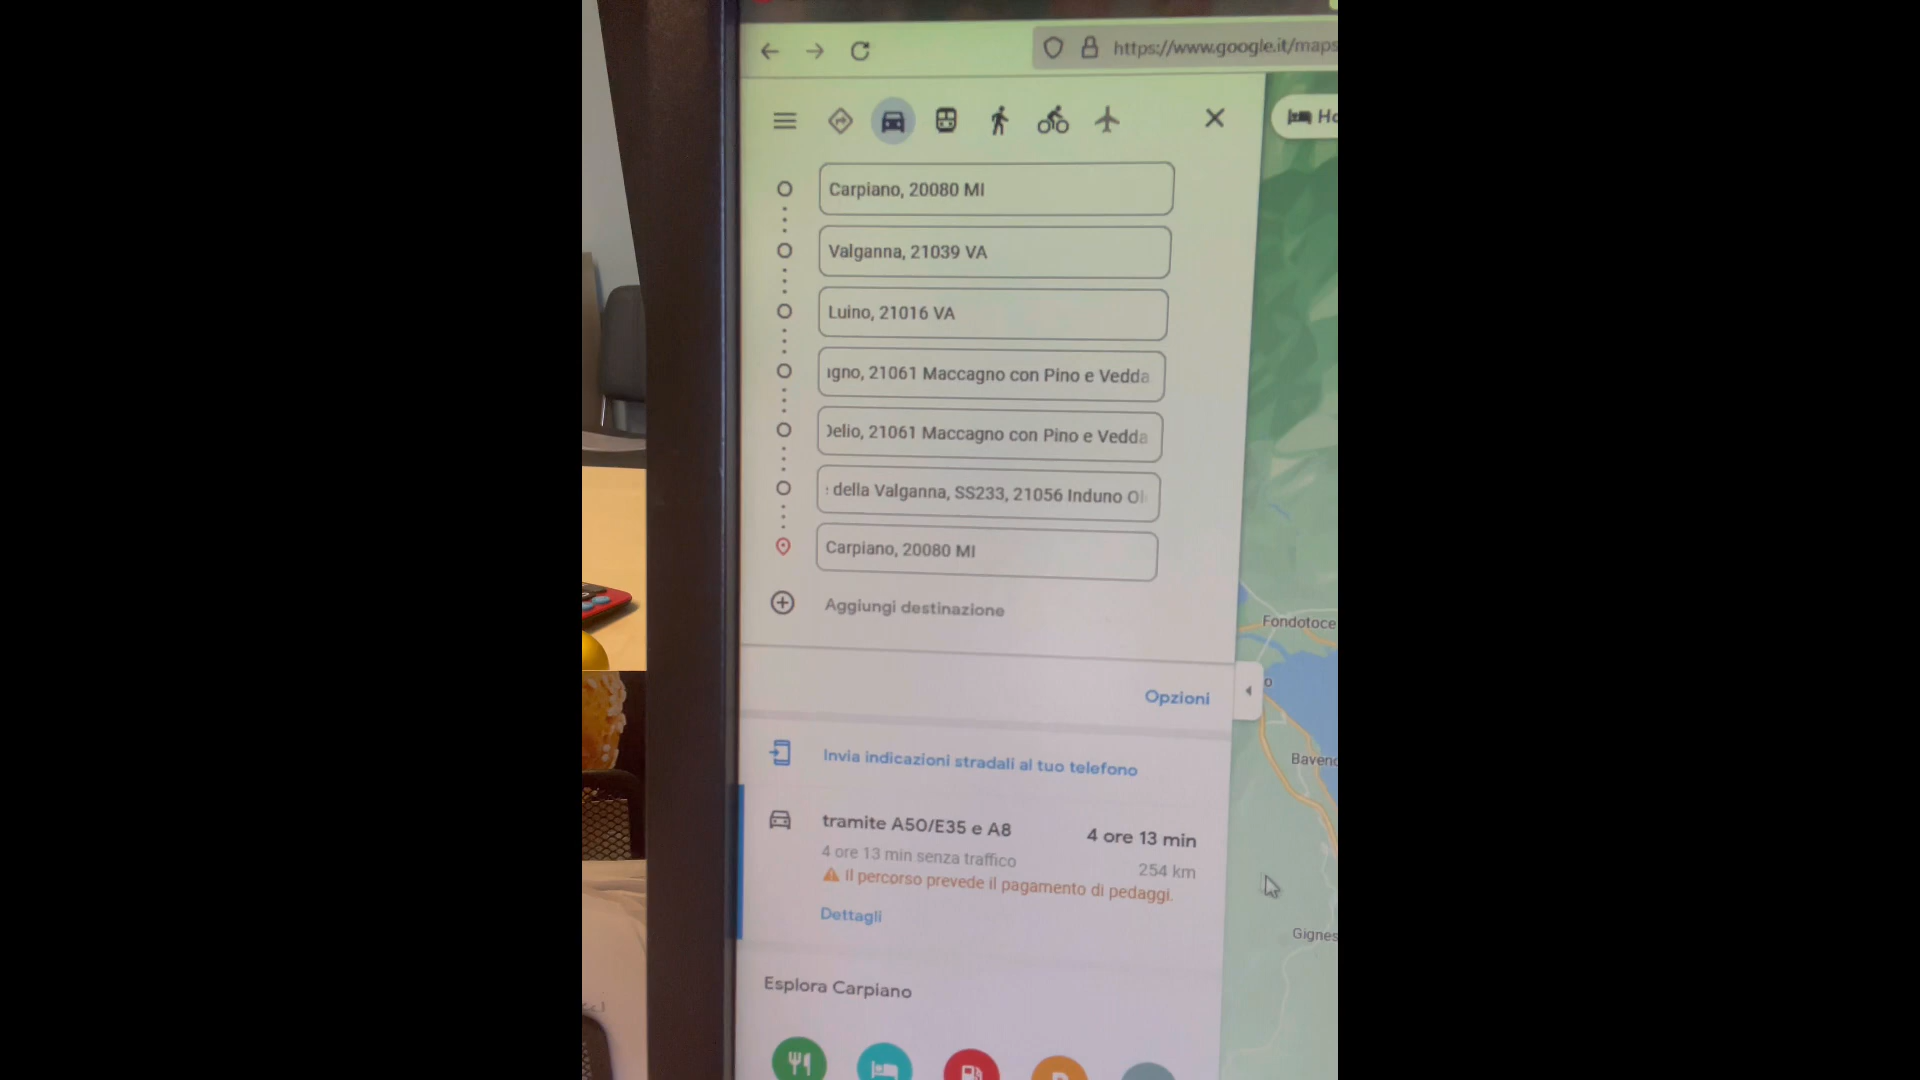 https://www.google.it/maps
Carpiano, 20080 MI
Valganna, 21039 VA
Luino, 21016 VA
gno, 21061 Maccagno con Pino e Vedda
Delio, 21061 Maccagno con Pino e Vedda
della Valganna, SS233, 21056 Induno Ol
Carpiano, 20080 MI
Aggiungi destinazione
Opzioni
Invia indicazioni stradali al tuo telefono
tramite A50/E35 e A8
4 ore 13 min
4 ore 13 min senza traffico
254 km
Il percorso prevede il pagamento di pedaggi.
Dettagli
Esplora Carpiano
Ho
Fondotoce
o
Baveno
Gignes